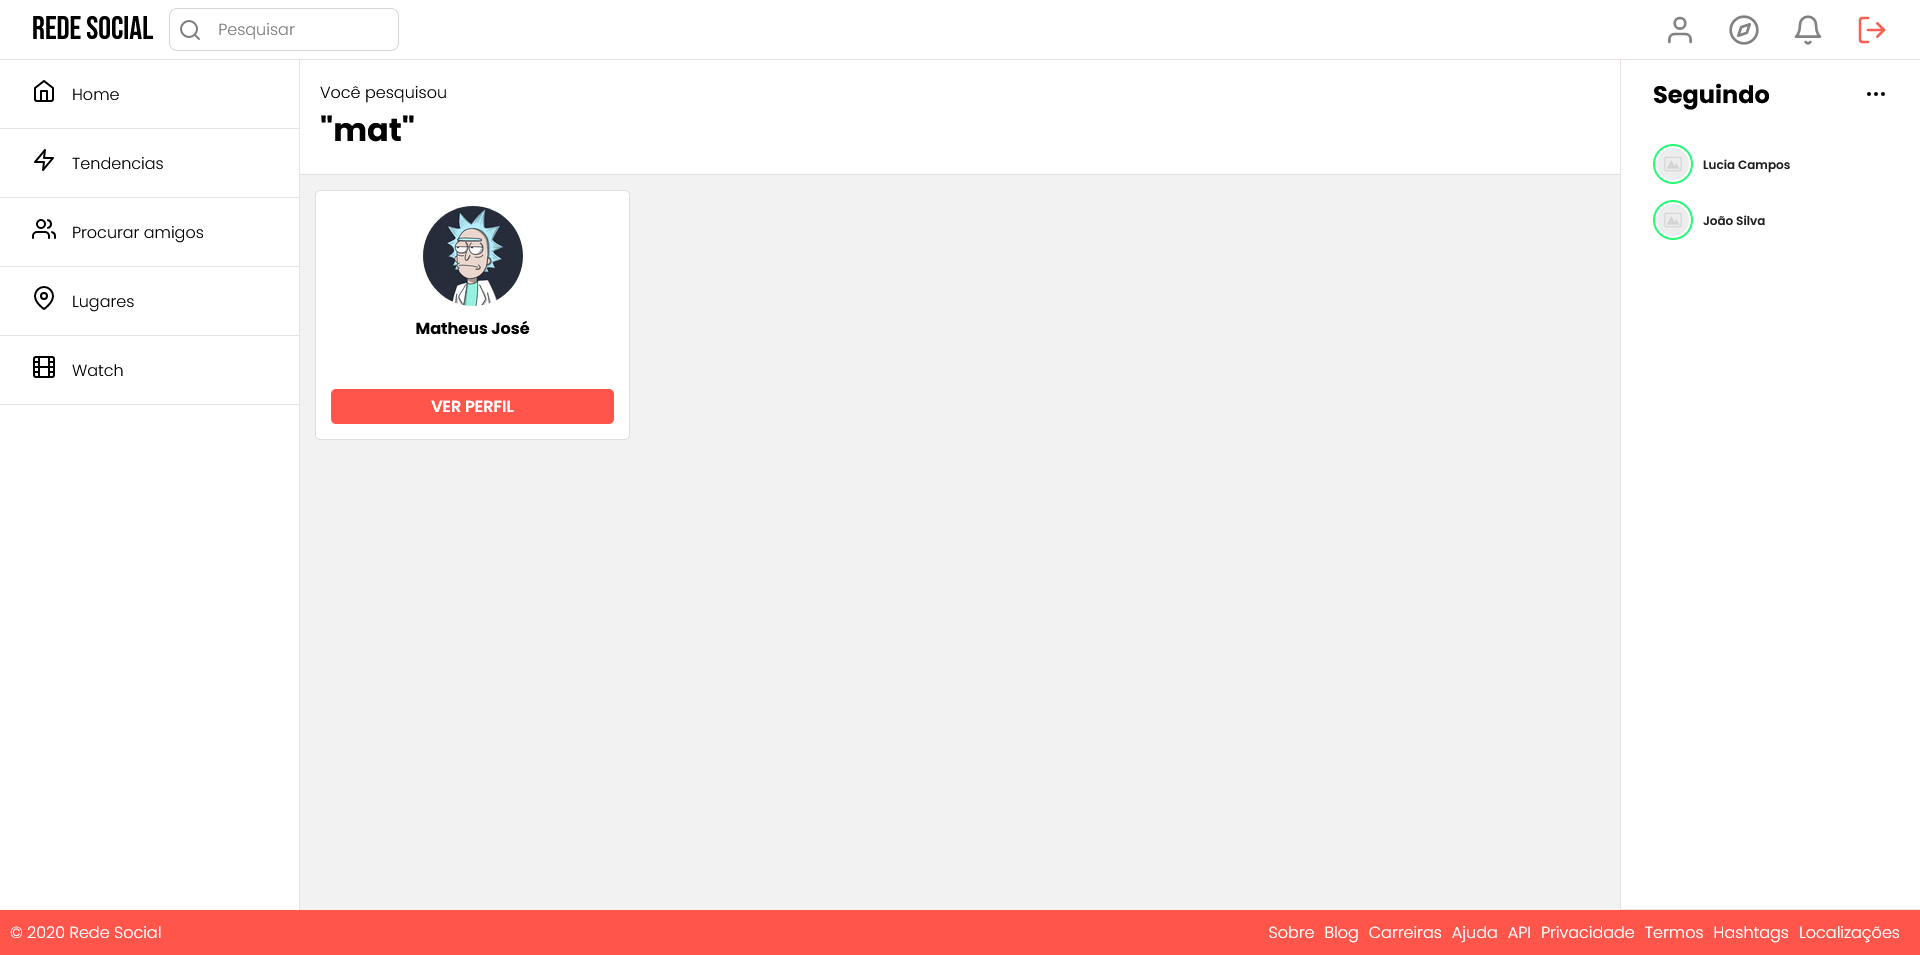 REDE SOCIAL
Pesquisar
Home
Tendencias
Procurar amigos
Lugares
Watch
Você pesquisou
"mat"
Matheus José
VER PERFIL
Seguindo
Lucia Campos
João Silva
© 2020 Rede Social
Sobre Blog Carreiras Ajuda API Privacidade Termos Hashtags Localizações